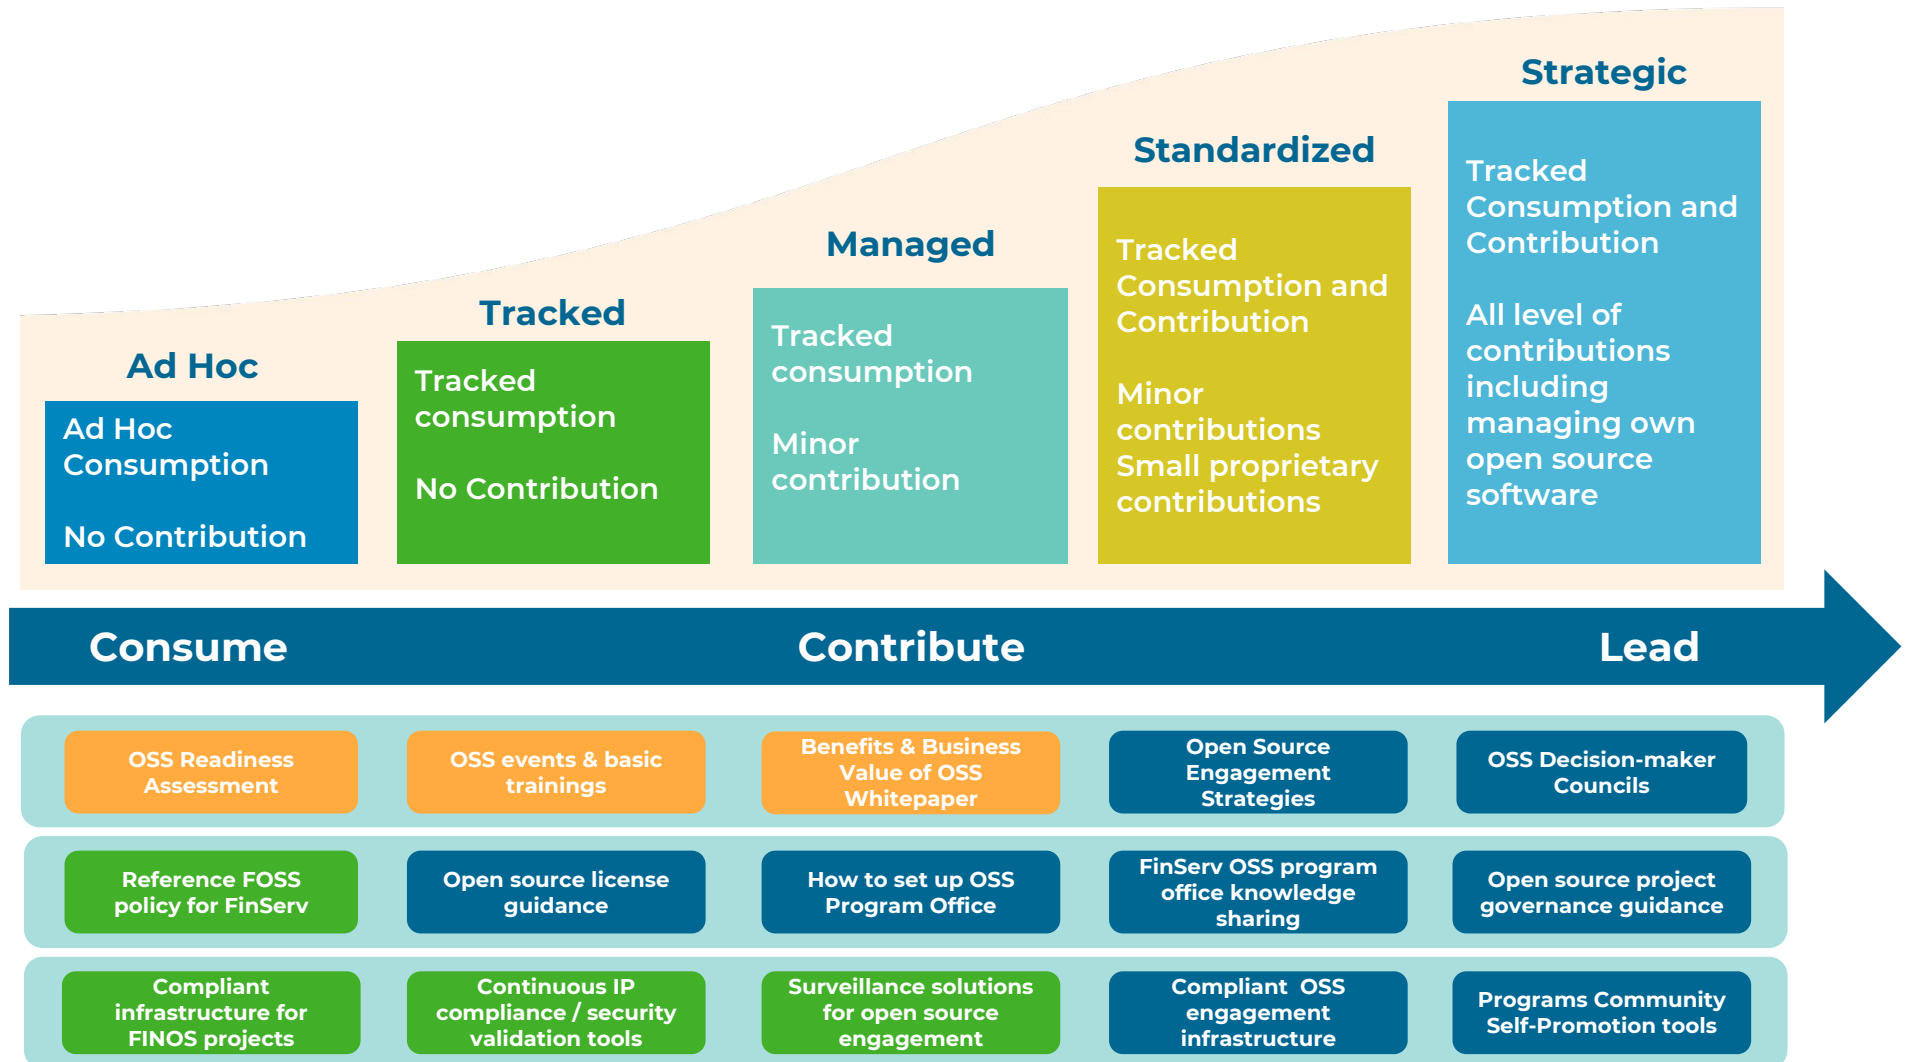 Strategic
Tracked
Consumption and
Contribution
All level of
contributions
including
managing own
open source
software
Standardized
Tracked
Consumption and
Contribution
Minor
contributions
Small proprietary
contributions
Managed
Tracked
consumption
Minor
contribution
Tracked
Tracked
consumption
No Contribution
Ad Hoc
Ad Hoc
Consumption
No Contribution
Consume
Contribute
Lead
OSS Readiness
Assessment
OSS events & basic
trainings
Benefits & Business
Value of OSS
Whitepaper
Open Source
Engagement
Strategies
OSS Decision-maker
Councils
Reference FOSS
policy for FinServ
Open source license
guidance
How to set up OSS
Program Office
FinServ OSS program
office knowledge
sharing
Open source project
governance guidance
Compliant
infrastructure for
FINOS projects
Continuous IP
compliance / security
validation tools
Surveillance solutions
for open source
engagement
Compliant OSS
engagement
infrastructure
Programs Community
Self-Promotion tools